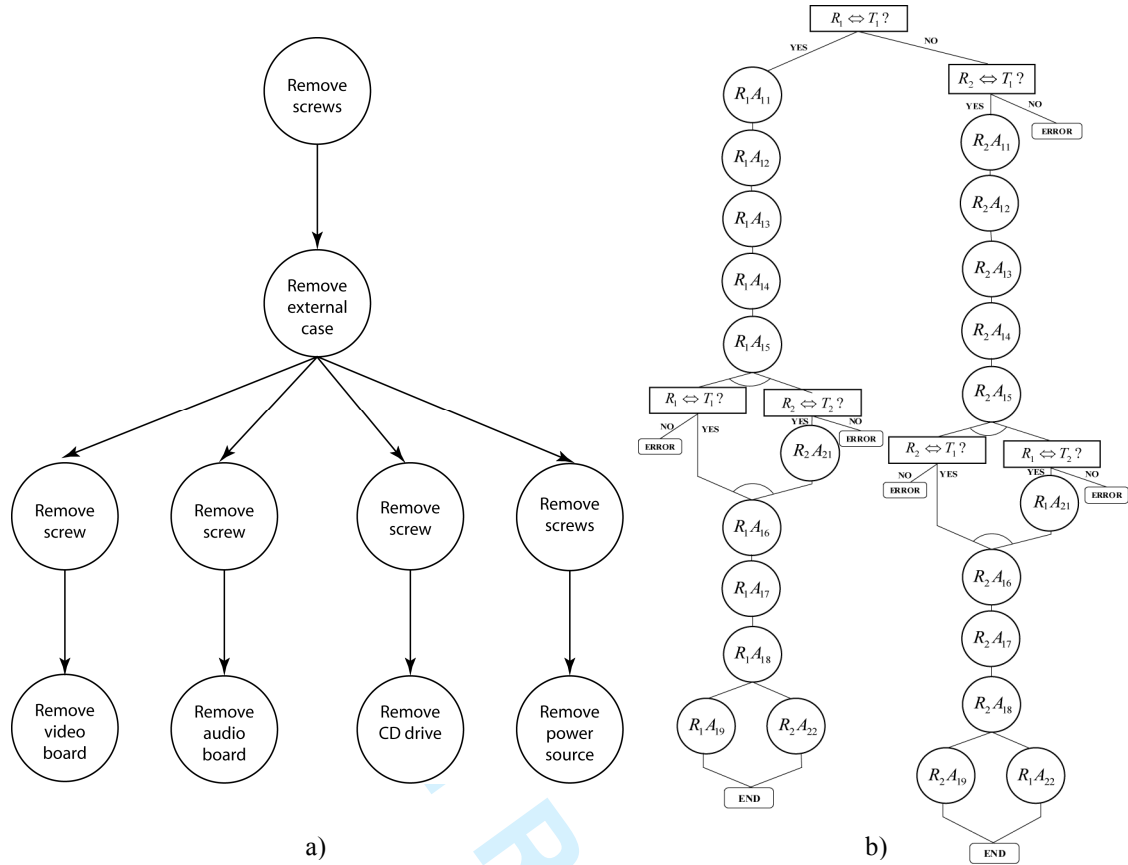 Remove
screws
Remove
external
case
Remove
screw
Remove
screw
Remove
screw
Remove
screws
Remove
video
board
Remove
audio
board
Remove
CD drive
Remove
power
source
a)
R₁ ⇔ T₁ ?
YES
NO
R₁A₁₁
R₁A₁₂
R₁A₁₃
R₁A₁₄
R₁A₁₅
R₁ ⇔ T₁ ?
NO
YES
ERROR
R₂ ⇔ T₂ ?
YES
NO
ERROR
R₂A₂₁
R₁A₁₆
R₁A₁₇
R₁A₁₈
R₁A₁₉
R₂A₂₂
END
R₂ ⇔ T₁ ?
YES
NO
ERROR
R₂A₁₁
R₂A₁₂
R₂A₁₃
R₂A₁₄
R₂A₁₅
R₂ ⇔ T₁ ?
NO
YES
ERROR
R₁ ⇔ T₂ ?
YES
NO
ERROR
R₁A₂₁
R₂A₁₆
R₂A₁₇
R₂A₁₈
R₂A₁₉
R₁A₂₂
END
b)